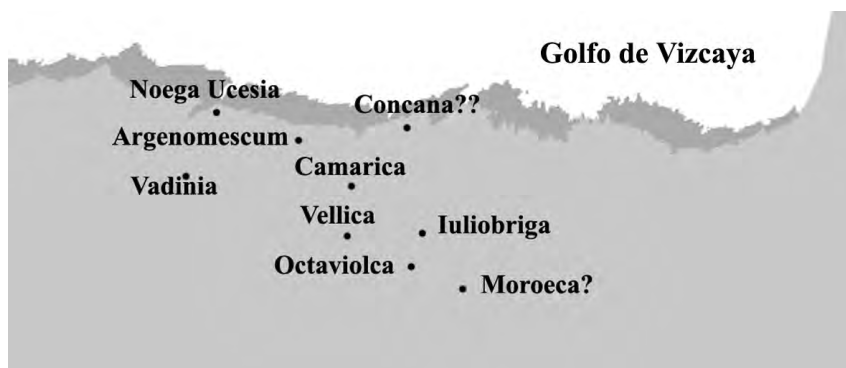 Golfo de Vizcaya
Noega Ucesia
Concana??
Argenomescum
Camarica
Vadinia
Vellica
Iuliobriga
Octaviolca
Moroeca?